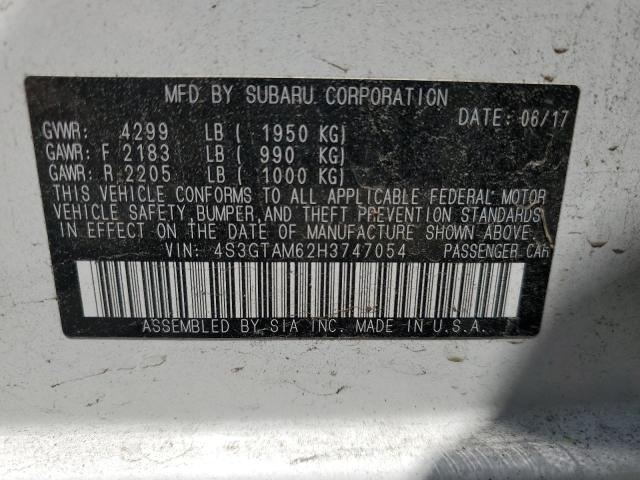 MFD BY SUBARU CORPORATION
DATE: 06/17
GVWR: 4299 LB ( 1950 KG)
GAWR: F 2183 LB ( 990 KG)
GAWR: R 2205 LB ( 1000 KG)
THIS VEHICLE CONFORMS TO ALL APPLICABLE FEDERAL MOTOR
VEHICLE SAFETY, BUMPER, AND THEFT PREVENTION STANDARDS
IN EFFECT ON THE DATE OF MANUFACTURE SHOWN ABOVE.
VIN: 4S3GTAM62H3747054 PASSENGER CAR
ASSEMBLED BY SIA INC. MADE IN U.S.A.